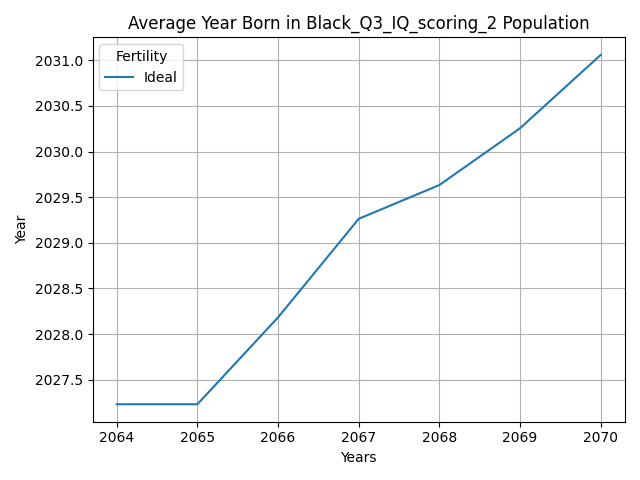 Average Year Born in Black_Q3_IQ_scoring_2 Population
Fertility
Ideal
2031.0
2030.5
2030.0
2029.5
2029.0
2028.5
2028.0
2027.5
Year
2064 2065 2066 2067 2068 2069 2070
Years